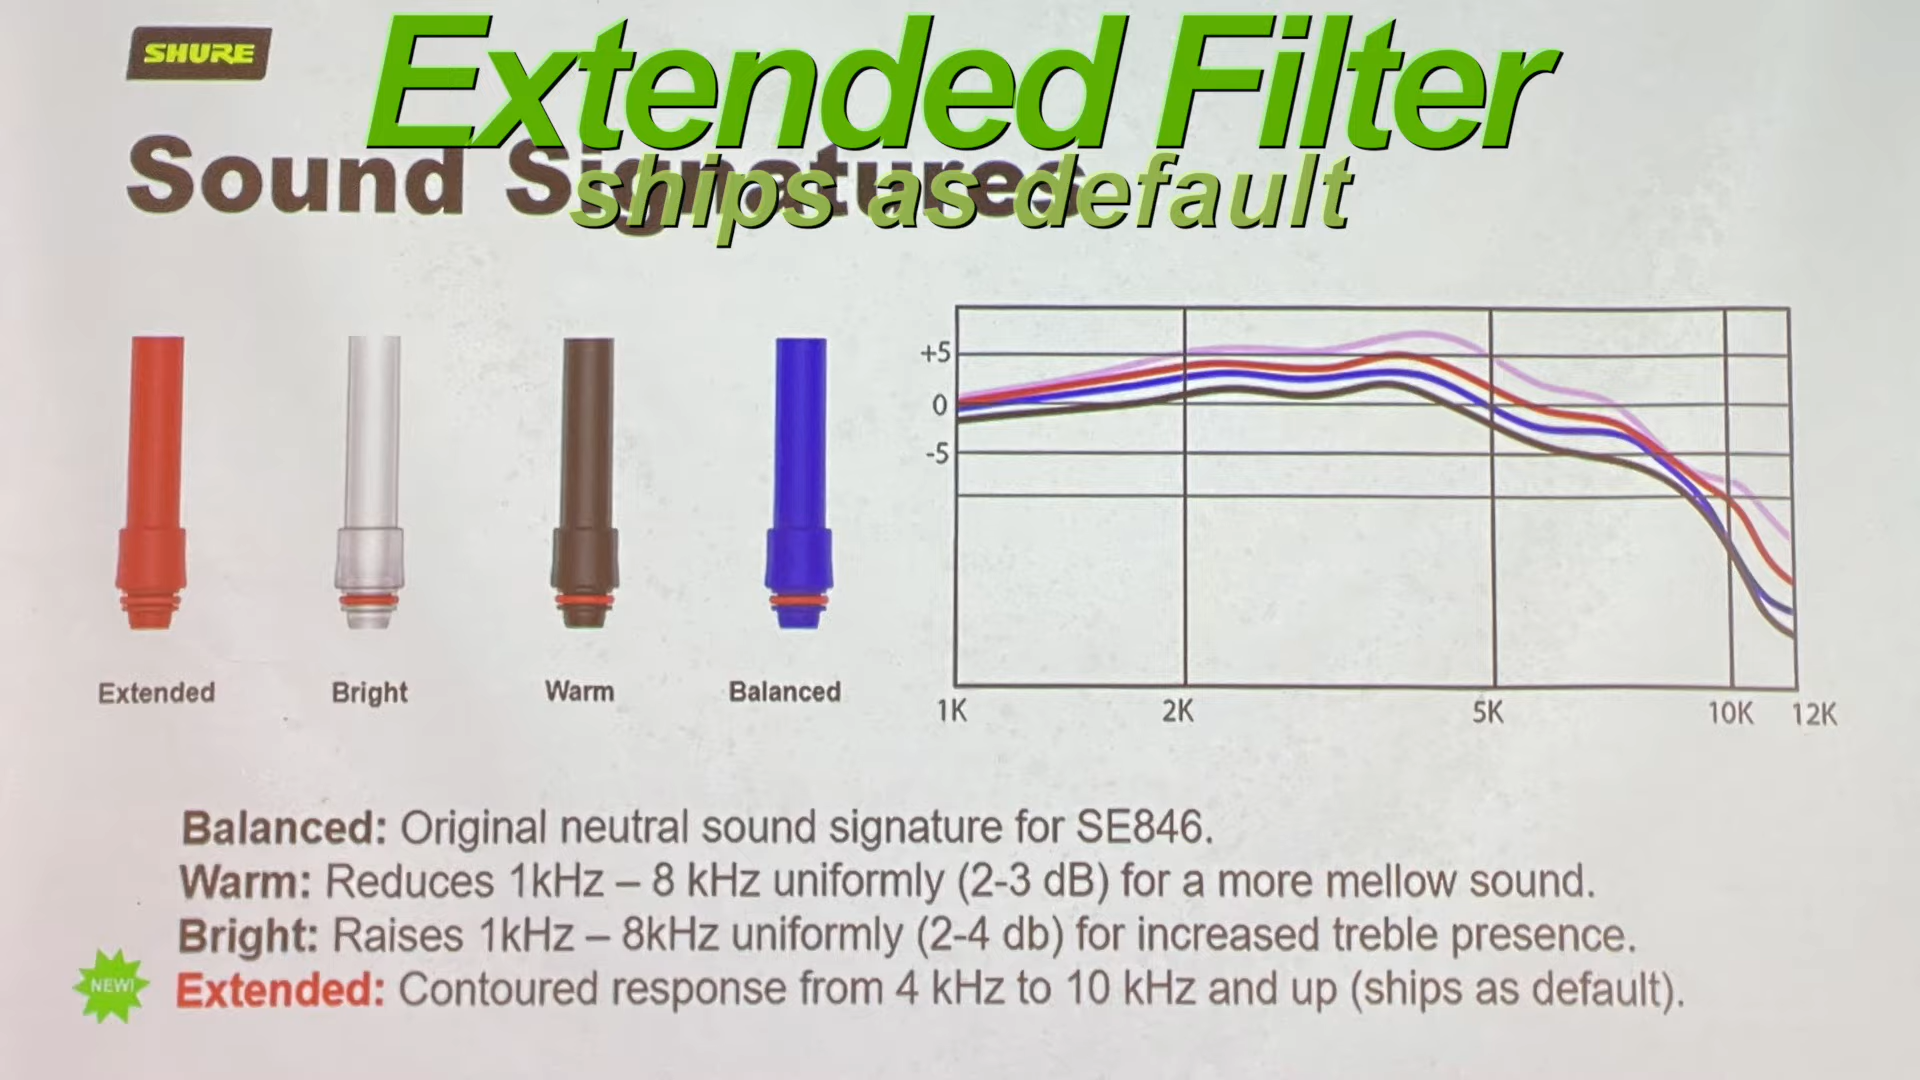 SHURE
Extended Filter
Sound Signatures
ships as default
+5
0
-5
1K 2K 5K 10K 12K
Extended Bright Warm Balanced
Balanced: Original neutral sound signature for SE846.
Warm: Reduces 1kHz – 8 kHz uniformly (2-3 dB) for a more mellow sound.
Bright: Raises 1kHz – 8kHz uniformly (2-4 db) for increased treble presence.
NEW! Extended: Contoured response from 4 kHz to 10 kHz and up (ships as default).